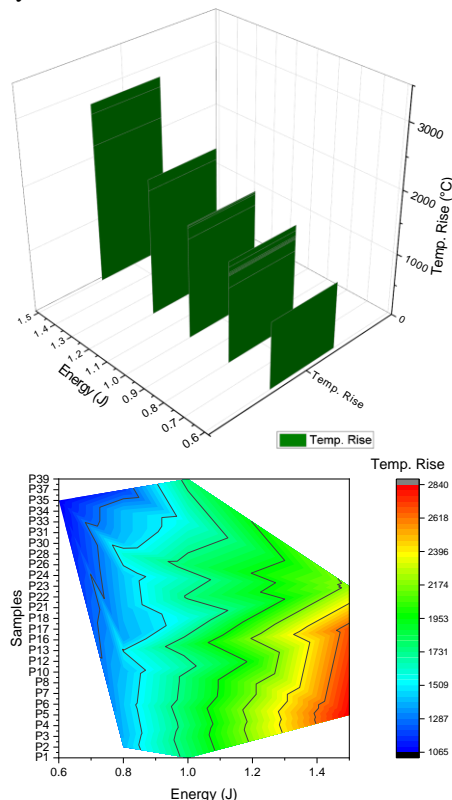 3000
2000
1000
0
Temp. Rise (°C)
1.5
1.4
1.3
1.2
1.1
1.0
0.9
0.8
0.7
0.6
Energy (J)
Temp. Rise
Temp. Rise
Temp. Rise
P39
P37
P35
P34
P33
P31
P30
P28
P26
P24
P23
P22
P21
P18
P17
P16
P13
P12
P10
P8
P7
P6
P5
P4
P3
P2
P1
Samples
0.6
0.8
1.0
1.2
1.4
Energy (J)
2840
2618
2396
2174
1953
1731
1509
1287
1065